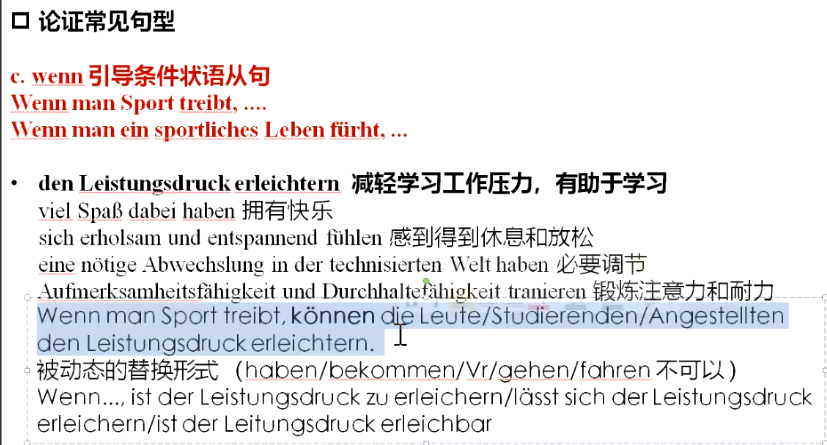 论证常见句型
c. wenn 引导条件状语从句
Wenn man Sport treibt, ....
Wenn man ein sportliches Leben fürht, ...
• den Leistungsdruck erleichtern 减轻学习工作压力，有助于学习
viel Spaß dabei haben 拥有快乐
sich erholsam und entspannend fühlen 感到得到休息和放松
eine nötige Abwechslung in der technisierten Welt haben 必要调节
Aufmerksamheitsfähigkeit und Durchhaltefähigkeit tranieren 锻炼注意力和耐力
Wenn man Sport treibt, können die Leute/Studierenden/Angestellten
den Leistungsdruck erleichtern.
被动态的替换形式（haben/bekommen/Vr/gehen/fahren 不可以）
Wenn..., ist der Leistungsdruck zu erleichern/lässt sich der Leistungsdruck
erleichern/ist der Leitungsdruck erleichbar